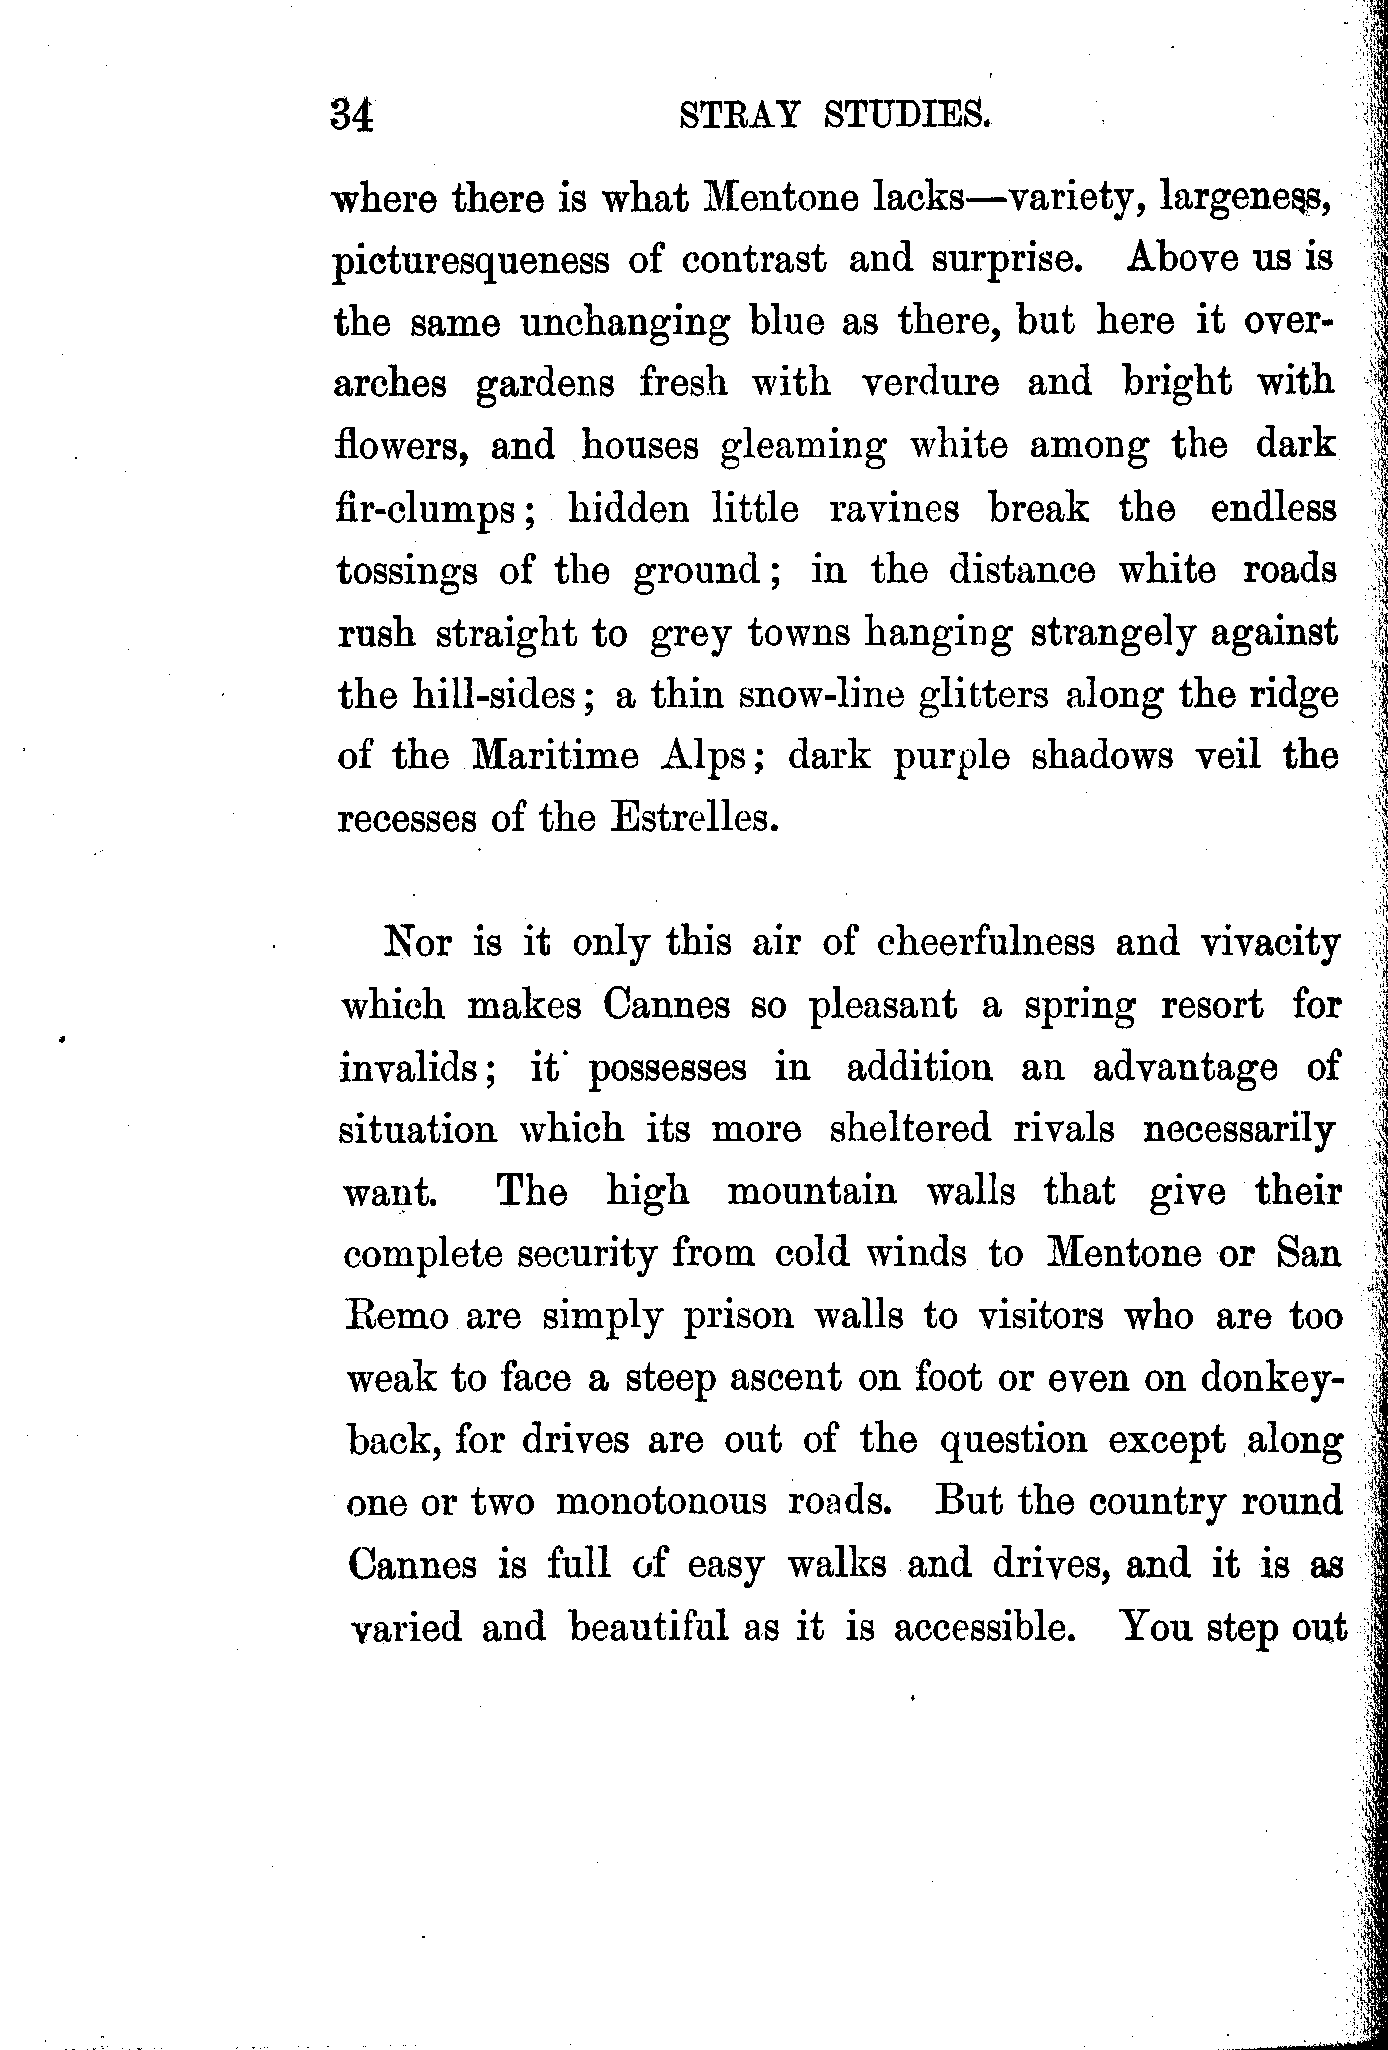 34 STRAY STUDIES.
where there is what Mentone lacks—variety, largeness,
picturesqueness of contrast and surprise. Above us is
the same unchanging blue as there, but here it over-
arches gardens fresh with verdure and bright with
flowers, and houses gleaming white among the dark
fir-clumps; hidden little ravines break the endless
tossings of the ground; in the distance white roads
rush straight to grey towns hanging strangely against
the hill-sides; a thin snow-line glitters along the ridge
of the Maritime Alps; dark purple shadows veil the
recesses of the Estrelles.
Nor is it only this air of cheerfulness and vivacity
which makes Cannes so pleasant a spring resort for
invalids; it possesses in addition an advantage of
situation which its more sheltered rivals necessarily
want. The high mountain walls that give their
complete security from cold winds to Mentone or San
Remo are simply prison walls to visitors who are too
weak to face a steep ascent on foot or even on donkey-
back, for drives are out of the question except along
one or two monotonous roads. But the country round
Cannes is full of easy walks and drives, and it is as
varied and beautiful as it is accessible. You step out